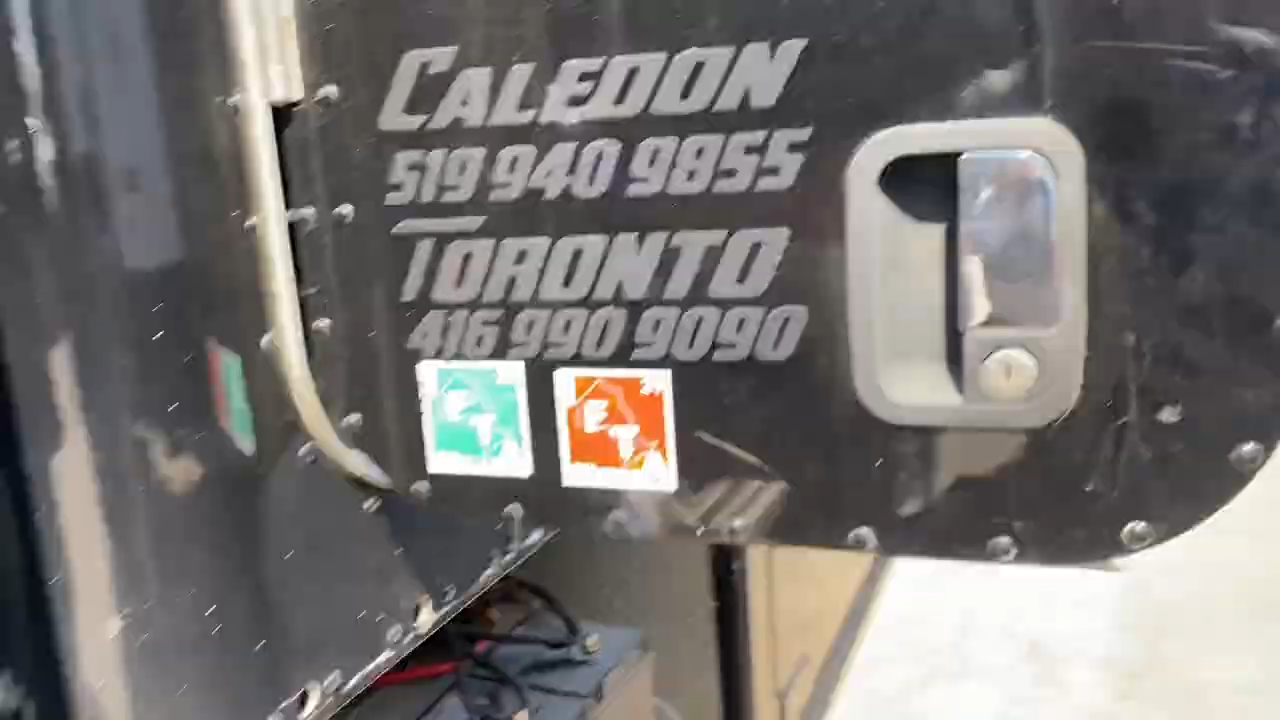 CALEDON
519 940 9855
TORONTO
416 990 9090
E T
E T